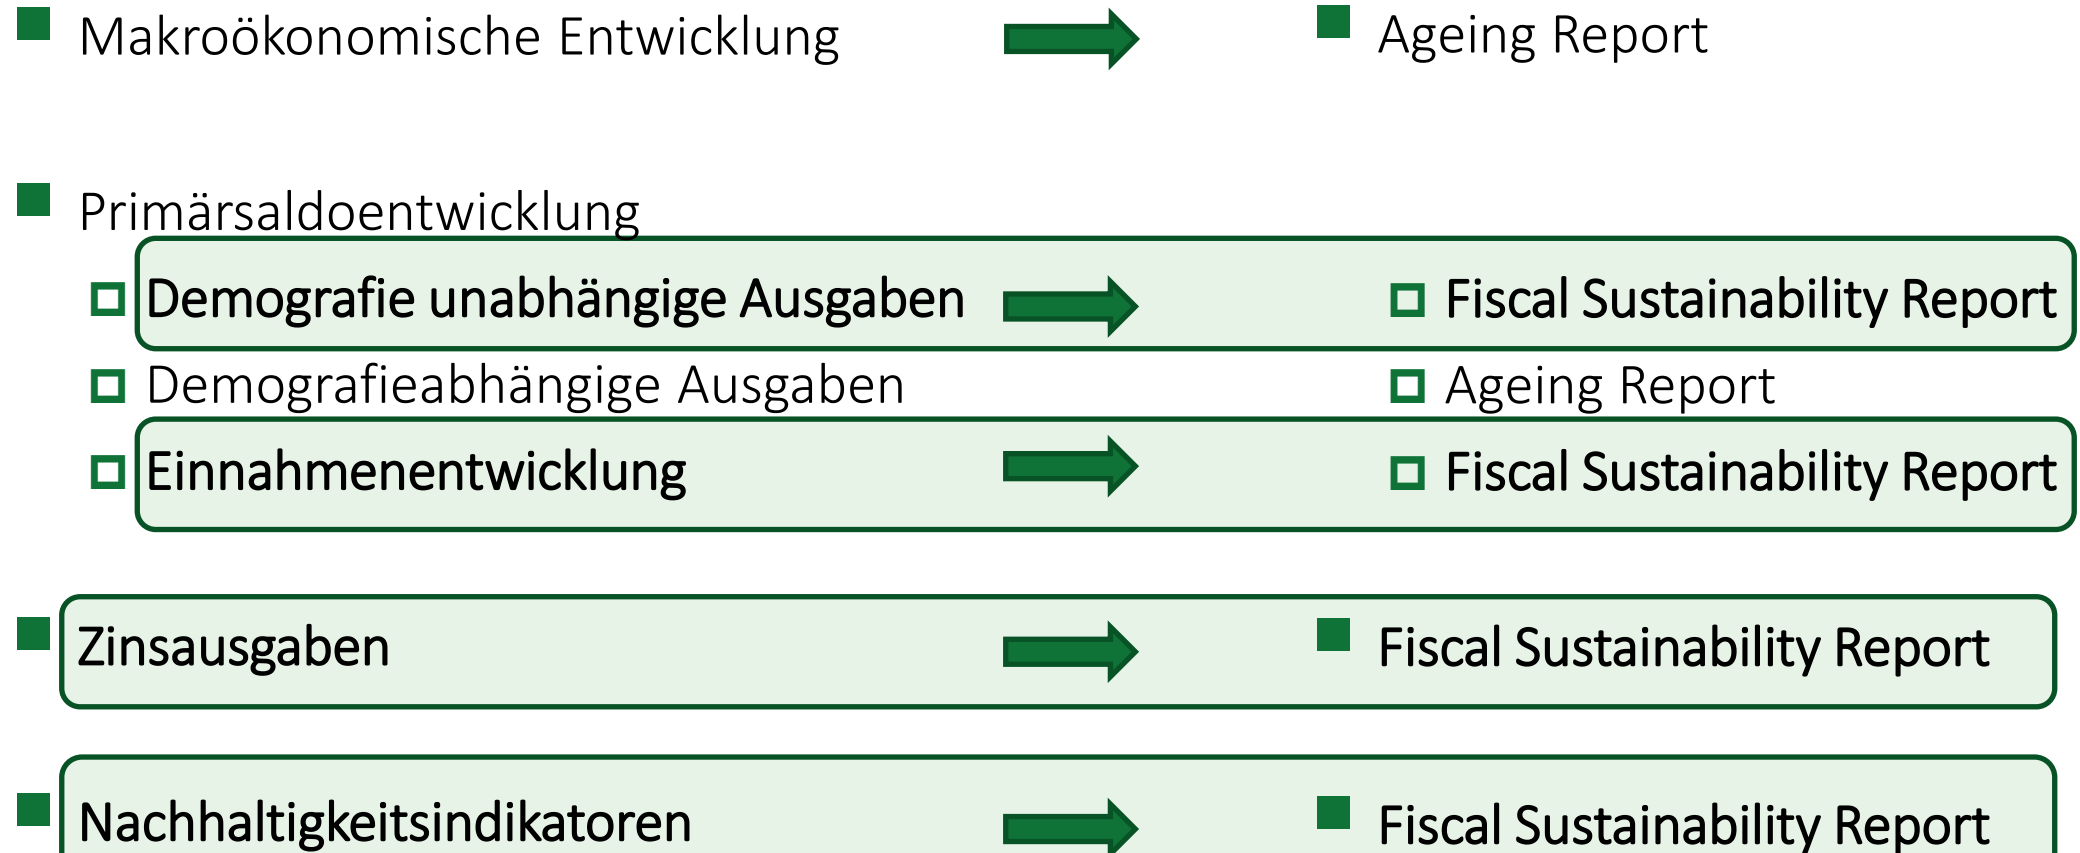 Makroökonomische Entwicklung
Ageing Report
Primärsaldoentwicklung
Demografie unabhängige Ausgaben
Fiscal Sustainability Report
Demografieabhängige Ausgaben
Ageing Report
Einnahmenentwicklung
Fiscal Sustainability Report
Zinsausgaben
Fiscal Sustainability Report
Nachhaltigkeitsindikatoren
Fiscal Sustainability Report